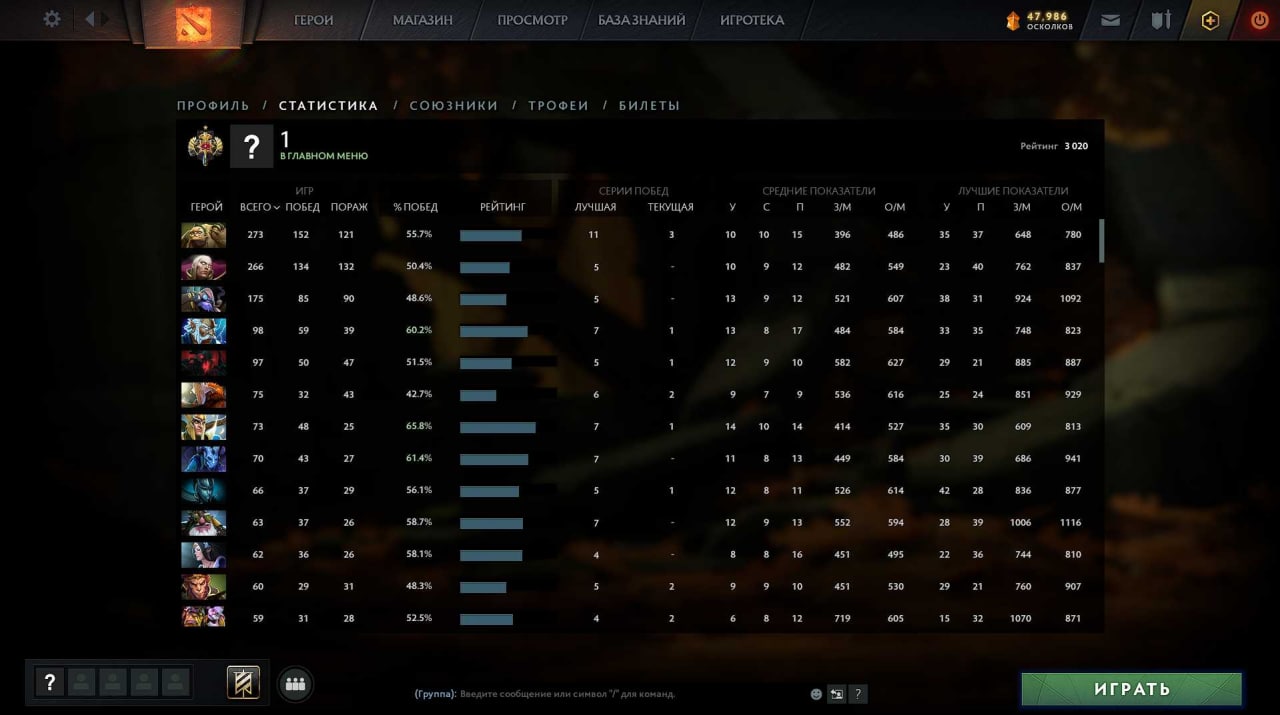 ГЕРОИ МАГАЗИН ПРОСМОТР БАЗА ЗНАНИЙ ИГРОТЕКА 47,986 ОСКОЛКОВ
ПРОФИЛЬ / СТАТИСТИКА / СОЮЗНИКИ / ТРОФЕИ / БИЛЕТЫ
? 1
В ГЛАВНОМ МЕНЮ
Рейтинг 3 020
ИГР СЕРИИ ПОБЕД СРЕДНИЕ ПОКАЗАТЕЛИ ЛУЧШИЕ ПОКАЗАТЕЛИ
ГЕРОЙ ВСЕГО ПОБЕД ПОРАЖ % ПОБЕД РЕЙТИНГ ЛУЧШАЯ ТЕКУЩАЯ У С П З/М О/М У П З/М О/М
273 152 121 55.7% 11 3 10 10 15 396 486 35 37 648 780
266 134 132 50.4% 5 - 10 9 12 482 549 23 40 762 837
175 85 90 48.6% 5 - 13 9 12 521 607 38 31 924 1092
98 59 39 60.2% 7 1 13 8 17 484 584 33 35 748 823
97 50 47 51.5% 5 1 12 9 10 582 627 29 21 885 887
75 32 43 42.7% 6 2 9 7 9 536 616 25 24 851 929
73 48 25 65.8% 7 1 14 10 14 414 527 35 30 609 813
70 43 27 61.4% 7 - 11 8 13 449 584 30 39 686 941
66 37 29 56.1% 5 1 12 8 11 526 614 42 28 836 877
63 37 26 58.7% 7 - 12 9 13 552 594 28 39 1006 1116
62 36 26 58.1% 4 - 8 8 16 451 495 22 36 744 810
60 29 31 48.3% 5 2 9 9 10 451 530 29 21 760 907
59 31 28 52.5% 4 2 6 8 12 719 605 15 32 1070 871
? (Группа): Введите сообщение или символ "/" для команд. ? ИГРАТЬ